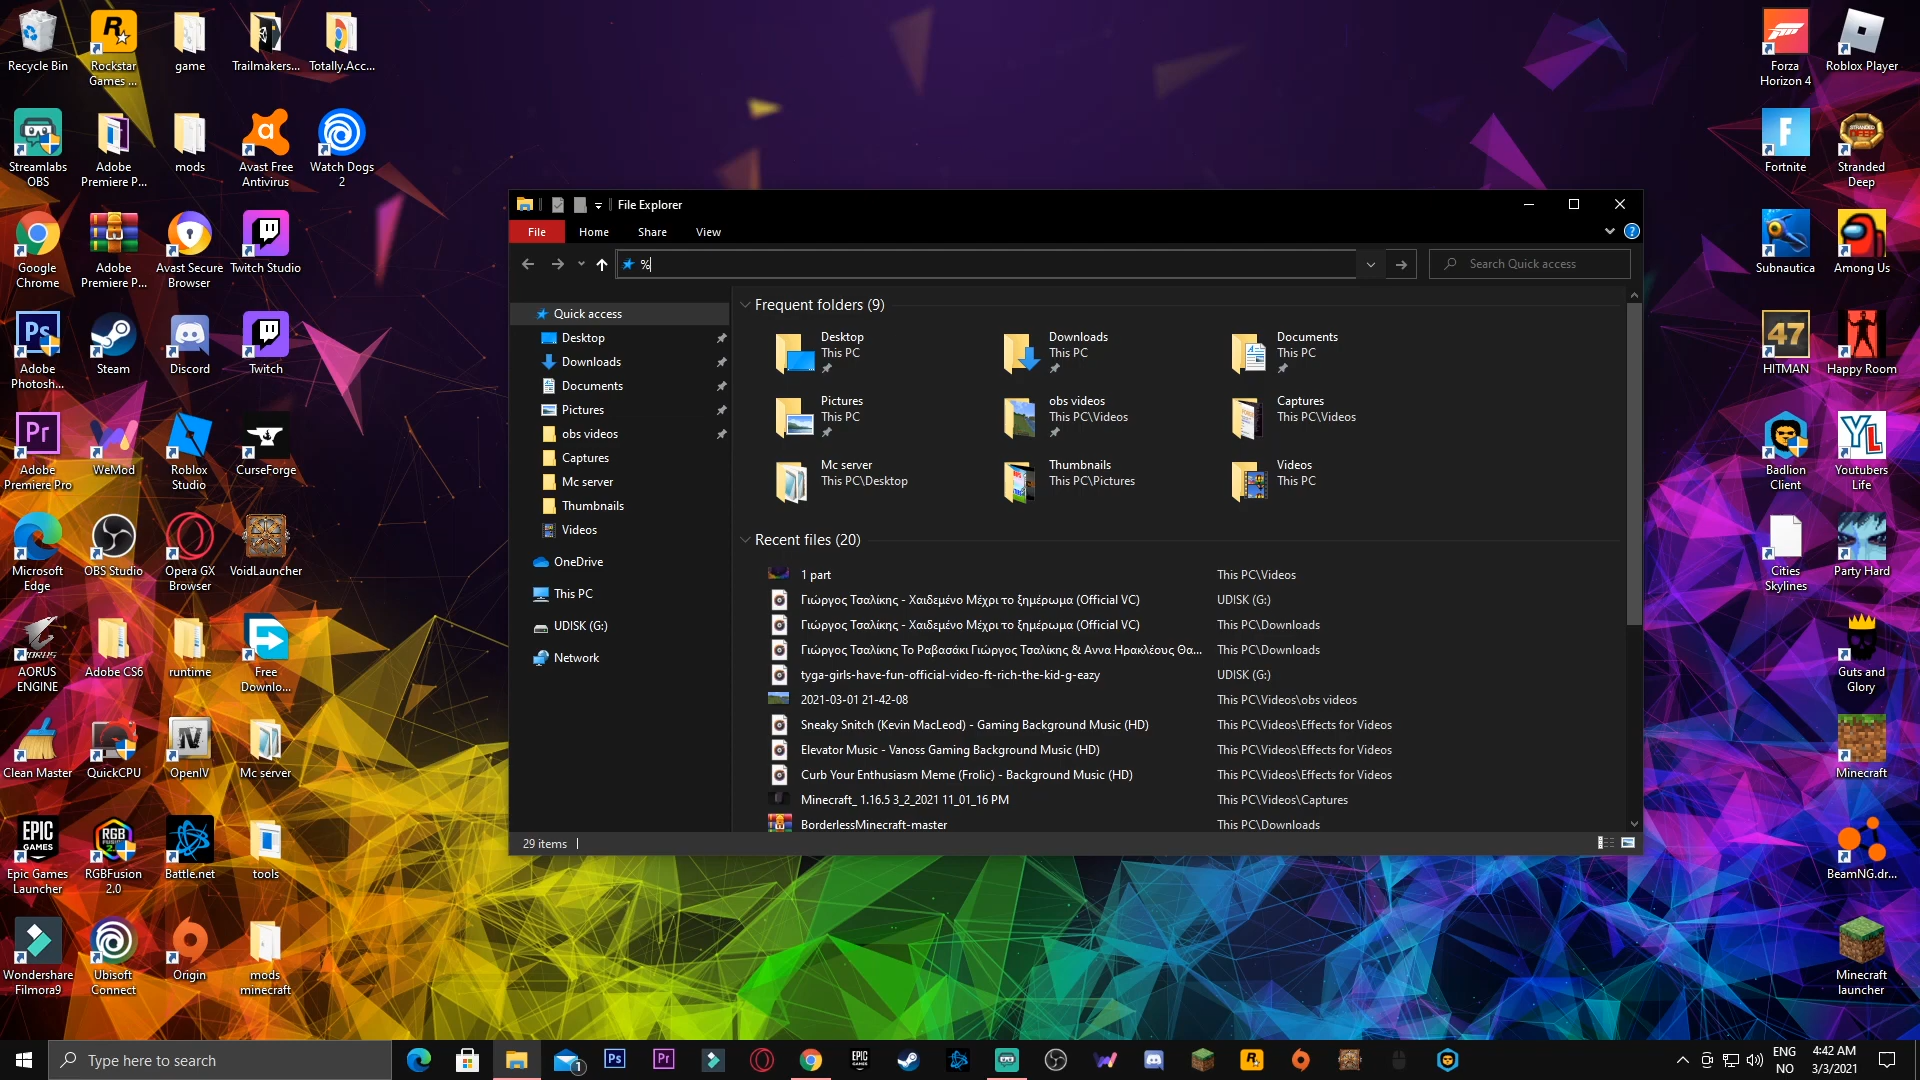 Recycle Bin
Rockstar
Games ...
game
Trailmakers...
Totally.Acc...
Streamlabs
OBS
Adobe
Premiere P...
mods
Avast Free
Antivirus
Watch Dogs
2
Google
Chrome
Adobe
Premiere P...
Avast Secure
Browser
Twitch Studio
Adobe
Photosh...
Steam
Discord
Twitch
Adobe
Premiere Pro
WeMod
Roblox
Studio
CurseForge
Microsoft
Edge
OBS Studio
Opera GX
Browser
VoidLauncher
AORUS
ENGINE
Adobe CS6
runtime
Free
Downlo...
Clean Master
QuickCPU
OpenIV
Mc server
Epic Games
Launcher
RGBFusion
2.0
Battle.net
tools
Wondershare
Filmora9
Ubisoft
Connect
Origin
mods
minecraft
File Explorer
File
Home
Share
View
%
Search Quick access
Quick access
Desktop
Downloads
Documents
Pictures
obs videos
Captures
Mc server
Thumbnails
Videos
OneDrive
This PC
UDISK (G:)
Network
Frequent folders (9)
Desktop
This PC
Downloads
This PC
Documents
This PC
Pictures
This PC
obs videos
This PC\Videos
Captures
This PC\Videos
Mc server
This PC\Desktop
Thumbnails
This PC\Pictures
Videos
This PC
Recent files (20)
1 part This PC\Videos
Γιώργος Τσαλίκης - Χαιδεμένο Μέχρι το ξημέρωμα (Official VC) UDISK (G:)
Γιώργος Τσαλίκης - Χαιδεμένο Μέχρι το ξημέρωμα (Official VC) This PC\Downloads
Γιώργος Τσαλίκης Το Ραβασάκι Γιώργος Τσαλίκης & Αννα Ηρακλέους Θα... This PC\Downloads
tyga-girls-have-fun-official-video-ft-rich-the-kid-g-eazy UDISK (G:)
2021-03-01 21-42-08 This PC\Videos\obs videos
Sneaky Snitch (Kevin MacLeod) - Gaming Background Music (HD) This PC\Videos\Effects for Videos
Elevator Music - Vanoss Gaming Background Music (HD) This PC\Videos\Effects for Videos
Curb Your Enthusiasm Meme (Frolic) - Background Music (HD) This PC\Videos\Effects for Videos
Minecraft_ 1.16.5 3_2_2021 11_01_16 PM This PC\Videos\Captures
BorderlessMinecraft-master This PC\Downloads
29 items
Forza
Horizon 4
Roblox Player
Fortnite
Stranded
Deep
Subnautica
Among Us
HITMAN
Happy Room
Badlion
Client
Youtubers
Life
Cities
Skylines
Party Hard
Guts and
Glory
Minecraft
BeamNG.dr...
Minecraft
launcher
Type here to search
ENG
NO
4:42 AM
3/3/2021